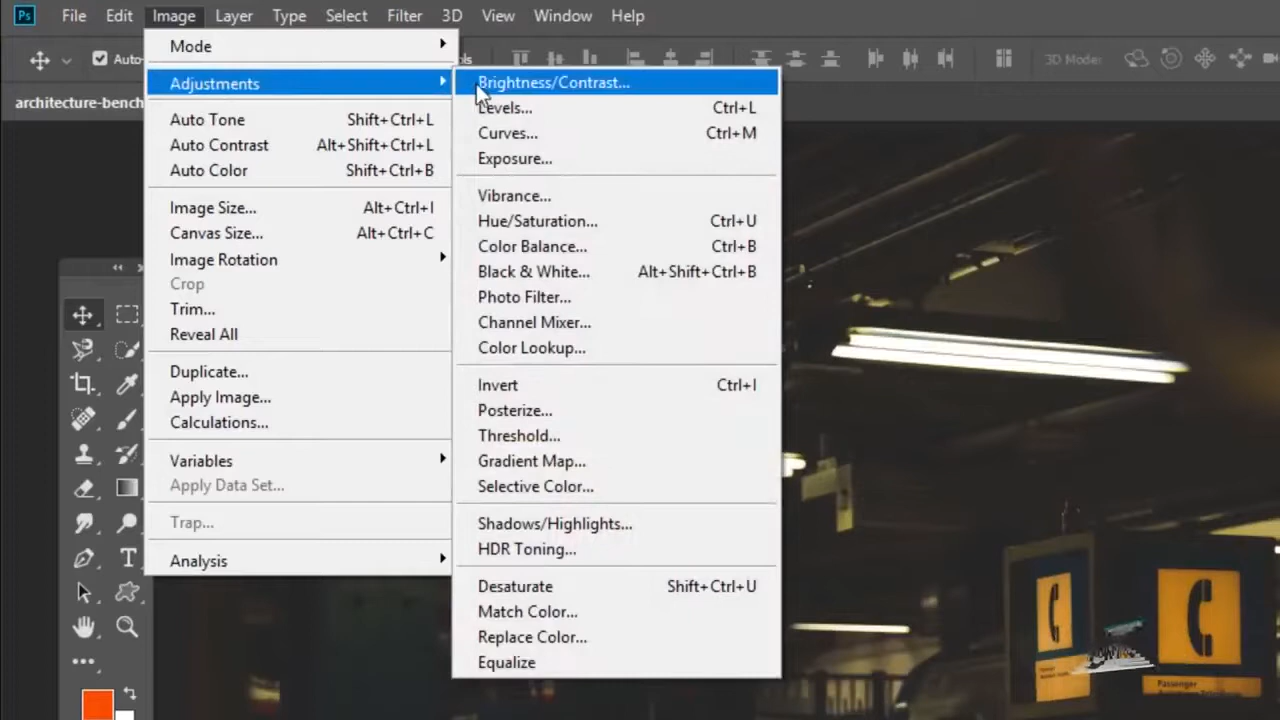 Ps File Edit Image Layer Type Select Filter 3D View Window Help
Auto- 3D Mode:
architecture-bench
Mode
Adjustments
Auto Tone Shift+Ctrl+L
Auto Contrast Alt+Shift+Ctrl+L
Auto Color Shift+Ctrl+B
Image Size... Alt+Ctrl+I
Canvas Size... Alt+Ctrl+C
Image Rotation
Crop
Trim...
Reveal All
Duplicate...
Apply Image...
Calculations...
Variables
Apply Data Set...
Trap...
Analysis
Brightness/Contrast...
Levels... Ctrl+L
Curves... Ctrl+M
Exposure...
Vibrance...
Hue/Saturation... Ctrl+U
Color Balance... Ctrl+B
Black & White... Alt+Shift+Ctrl+B
Photo Filter...
Channel Mixer...
Color Lookup...
Invert Ctrl+I
Posterize...
Threshold...
Gradient Map...
Selective Color...
Shadows/Highlights...
HDR Toning...
Desaturate Shift+Ctrl+U
Match Color...
Replace Color...
Equalize
Passenger